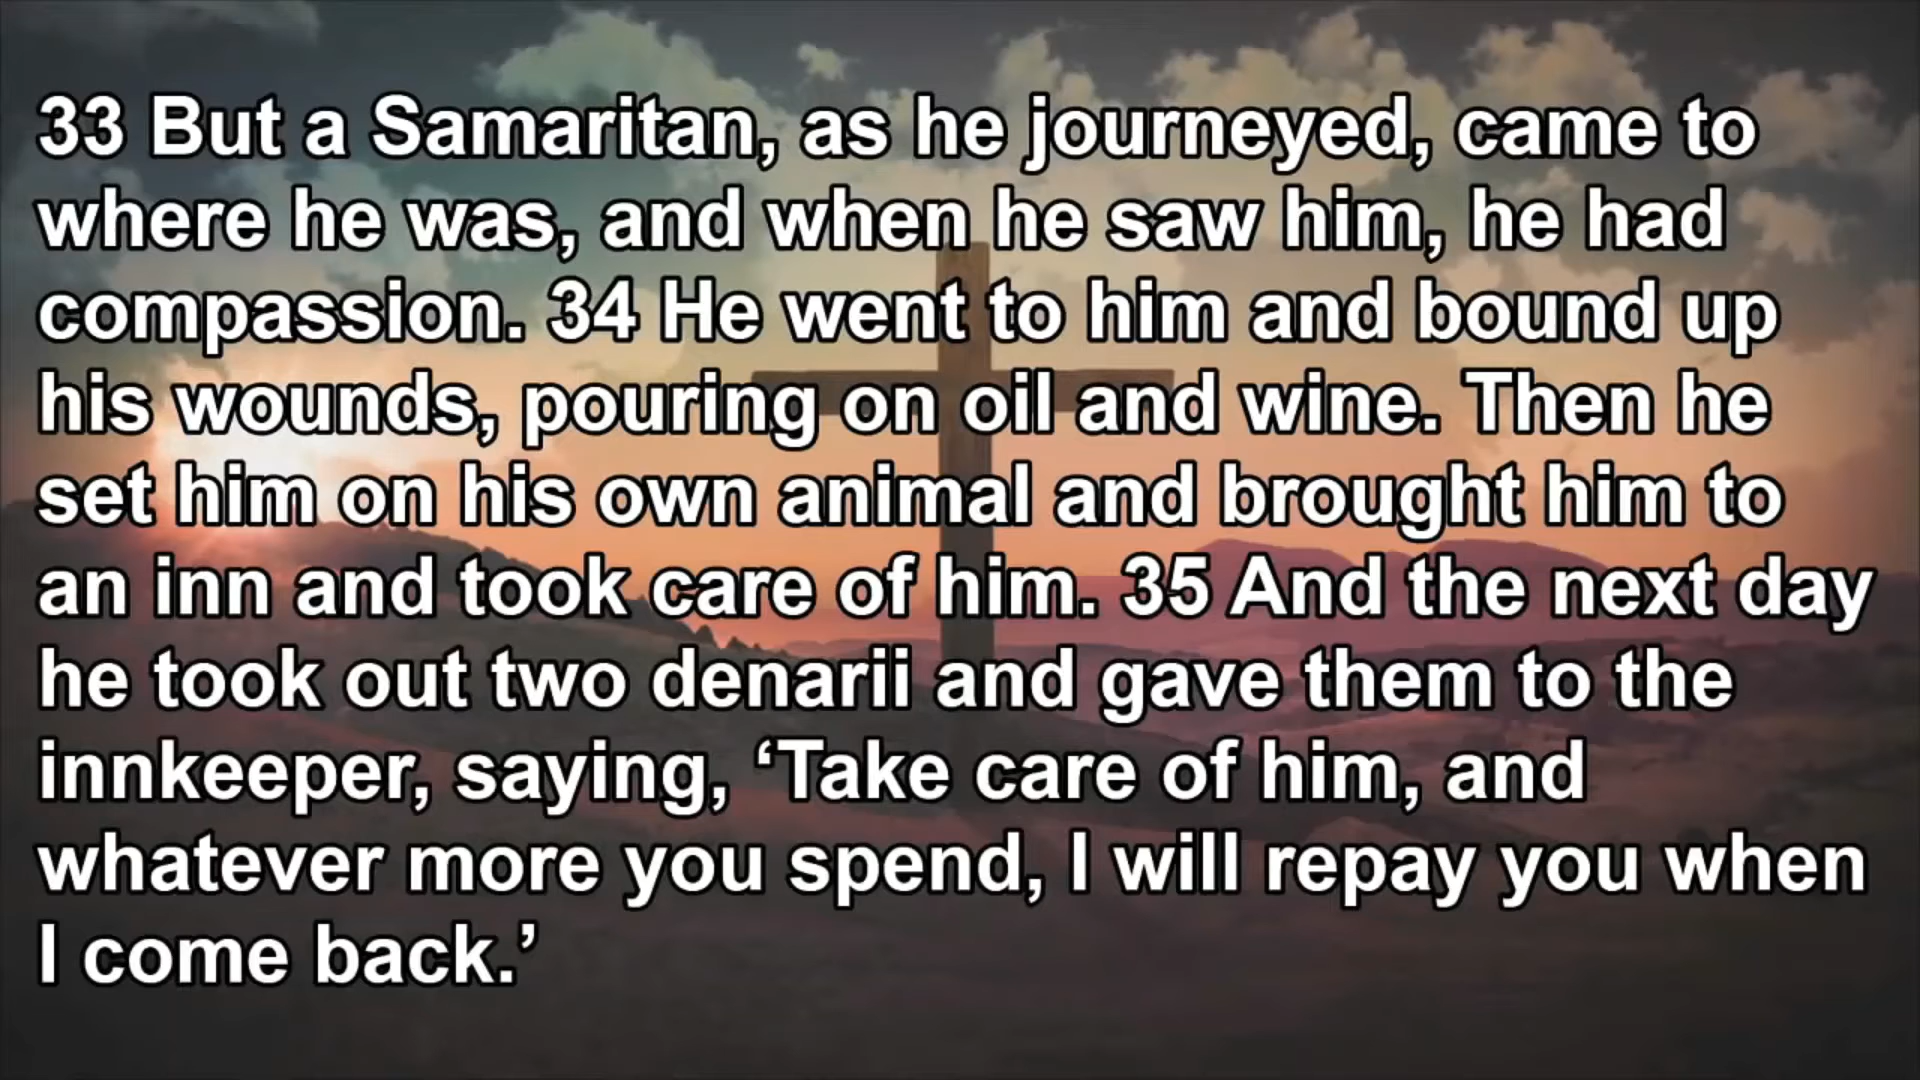 33 But a Samaritan, as he journeyed, came to
where he was, and when he saw him, he had
compassion. 34 He went to him and bound up
his wounds, pouring on oil and wine. Then he
set him on his own animal and brought him to
an inn and took care of him. 35 And the next day
he took out two denarii and gave them to the
innkeeper, saying, ‘Take care of him, and
whatever more you spend, I will repay you when
I come back.’